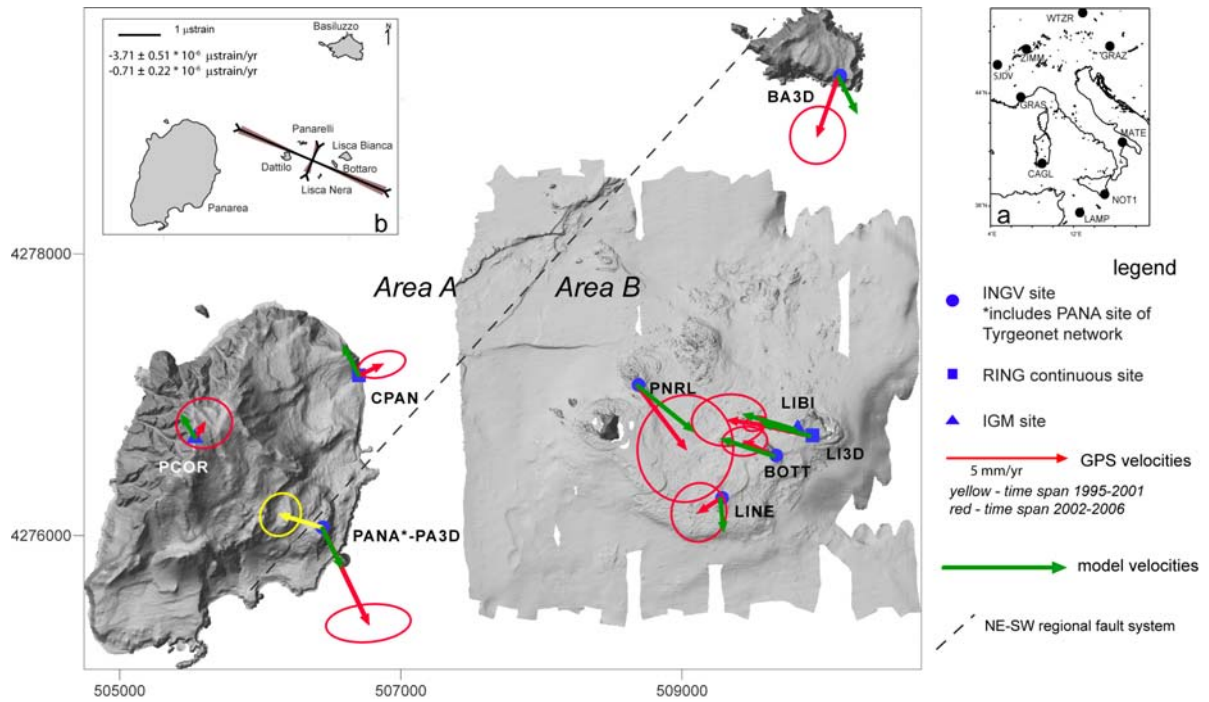 1 μstrain
-3.71 ± 0.51 * 10⁻⁶ μstrain/yr
-0.71 ± 0.22 * 10⁻⁶ μstrain/yr
Basiluzzo
N
Panarelli
Lisca Bianca
Dattilo
Bottaro
Lisca Nera
Panarea
b
WTZR
ZIMM
GRAZ
SJDV
44°N
GRAS
MATE
CAGL
NOT1
38°N
LAMP
4°E
12°E
a
BA3D
4278000
Area A
Area B
CPAN
PNRL
LIBI
PCOR
LI3D
BOTT
LINE
4276000
PANA*-PA3D
505000
507000
509000
legend
INGV site
*includes PANA site of
Tyrgeonet network
RING continuous site
IGM site
GPS velocities
5 mm/yr
yellow - time span 1995-2001
red - time span 2002-2006
model velocities
NE-SW regional fault system